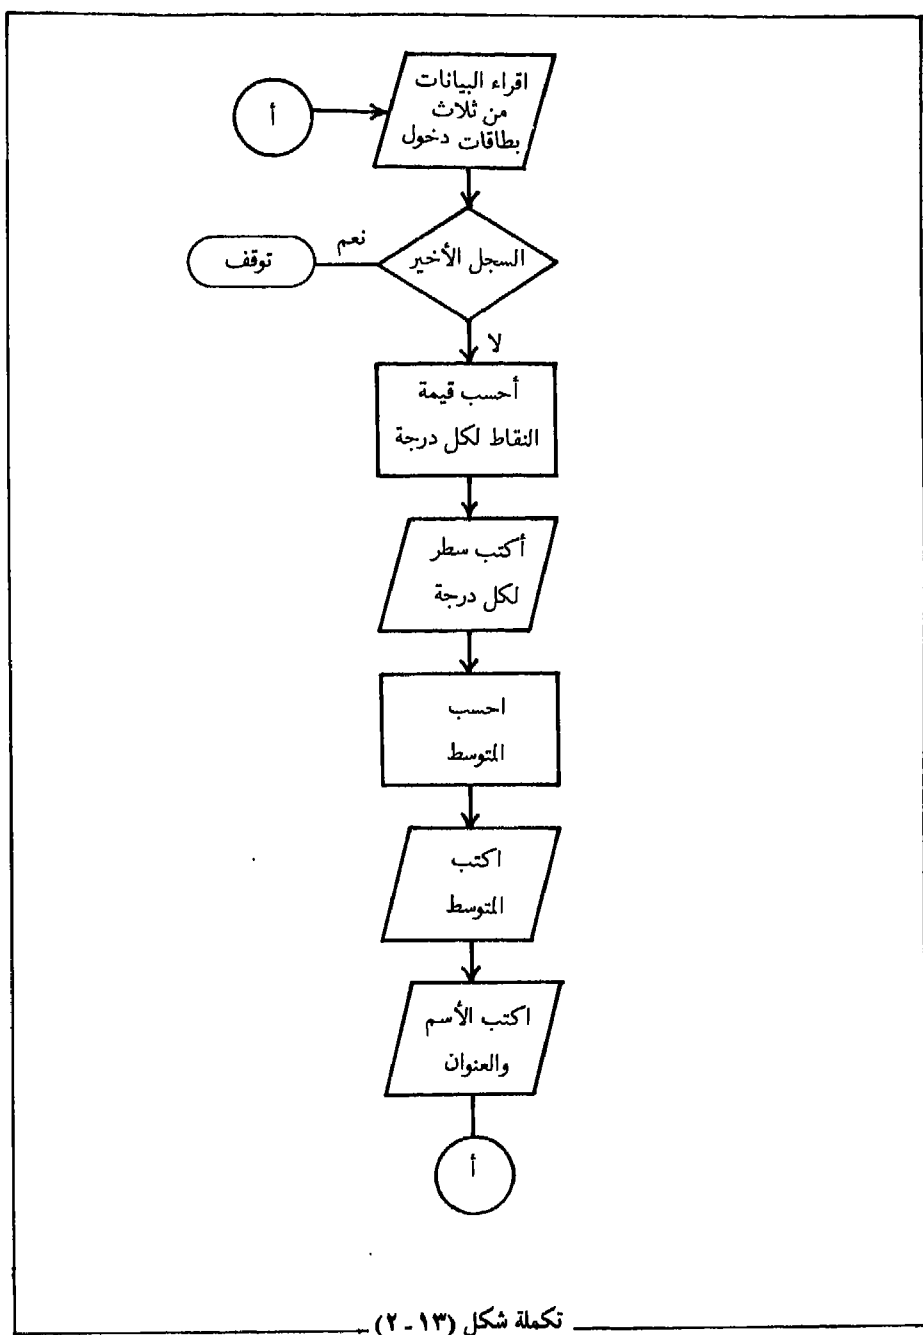 اقراء البيانات
من ثلاث
بطاقات دخول
أ
السجل الأخير
نعم
توقف
لا
أحسب قيمة
النقاط لكل درجة
أكتب سطر
لكل درجة
احسب
المتوسط
اكتب
المتوسط
اكتب الأسم
والعنوان
أ
تكملة شكل (١٣ - ٢)